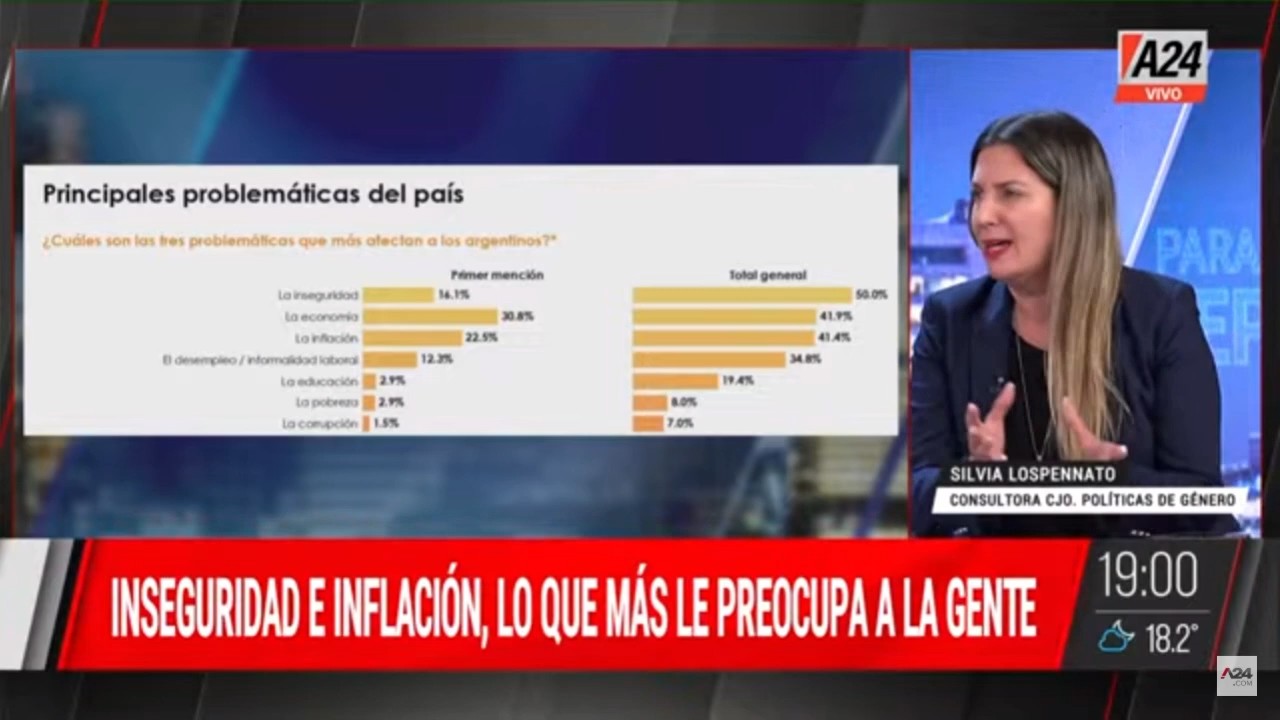 A24
VIVO
Principales problemáticas del país
¿Cuáles son las tres problemáticas que más afectan a los argentinos?*
Primer mención
Total general
La inseguridad 16.1% 50.0%
La economía 30.8% 41.9%
La inflación 22.5% 41.4%
El desempleo / informalidad laboral 12.3% 34.8%
La educación 2.9% 19.4%
La pobreza 2.9% 8.0%
La corrupción 1.5% 7.0%
PARA
SILVIA LOSPENNATO
CONSULTORA CJO. POLÍTICAS DE GÉNERO
INSEGURIDAD E INFLACIÓN, LO QUE MÁS LE PREOCUPA A LA GENTE
19:00
18.2°
A24
.COM